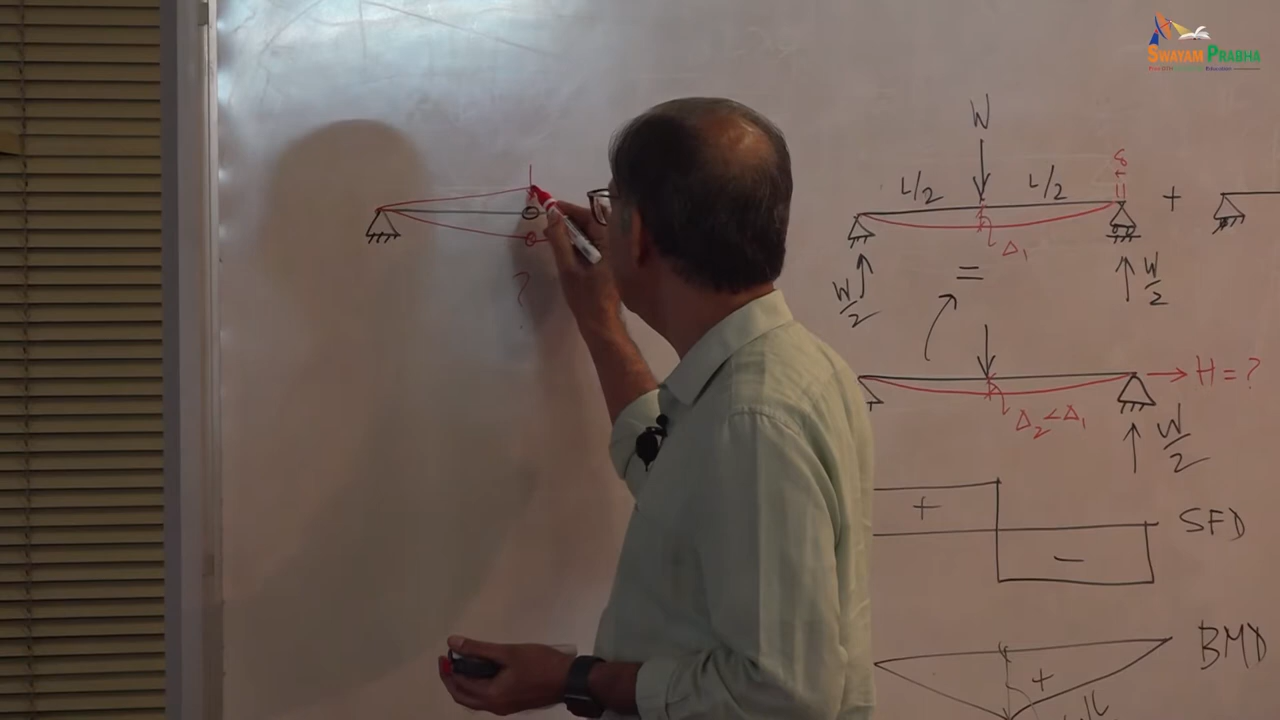 SWAYAM PRABHA
W
L/2 L/2
δ
+
Δ₁
W/2
=
W/2
?
H = ?
Δ₂ < Δ₁
W/2
+
SFD
−
BMD
+